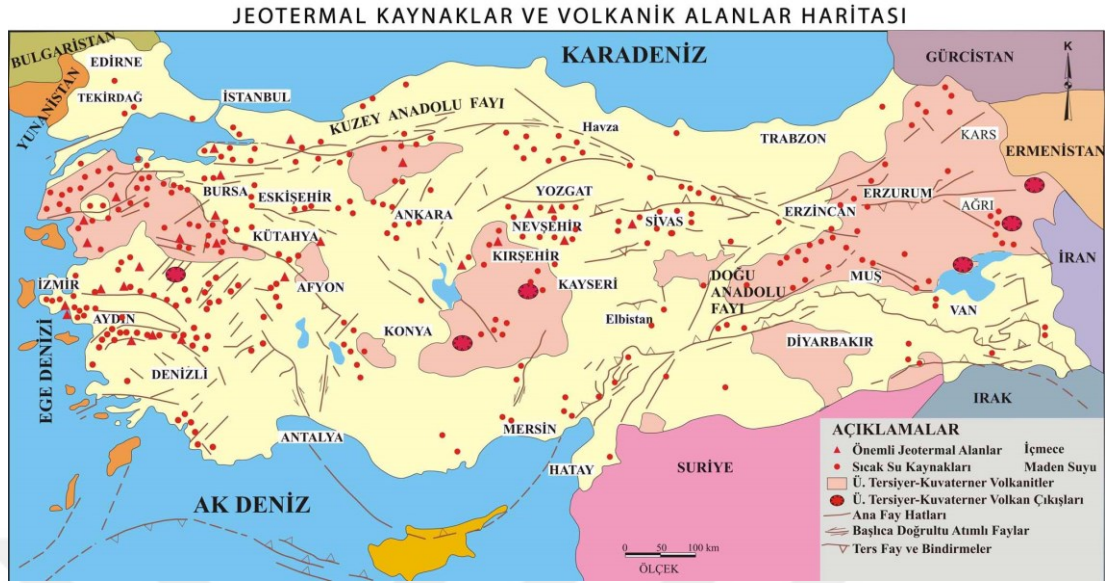 JEOTERMAL KAYNAKLAR VE VOLKANİK ALANLAR HARİTASI
BULGARİSTAN
EDİRNE
KARADENİZ
GÜRCİSTAN
K
YUNANİSTAN
TEKİRDAĞ
İSTANBUL
KUZEY ANADOLU FAYI
Havza
TRABZON
KARS
ERMENİSTAN
BURSA
ESKİŞEHİR
ANKARA
YOZGAT
NEVŞEHİR
SİVAS
ERZİNCAN
ERZURUM
AĞRI
KÜTAHYA
KIRŞEHİR
İRAN
İZMİR
AFYON
KAYSERİ
DOĞU
ANADOLU
FAYI
MUŞ
VAN
AYDIN
KONYA
Elbistan
DİYARBAKIR
EGE DENİZİ
DENİZLİ
IRAK
ANTALYA
MERSİN
HATAY
SURİYE
AK DENİZ
AÇIKLAMALAR
Önemli Jeotermal Alanlar İçmece
Sıcak Su Kaynakları Maden Suyu
Ü. Tersiyer-Kuvaterner Volkanitler
Ü. Tersiyer-Kuvaterner Volkan Çıkışları
Ana Fay Hatları
Başlıca Doğrultu Atımlı Faylar
Ters Fay ve Bindirmeler
0 50 100 km
ÖLÇEK